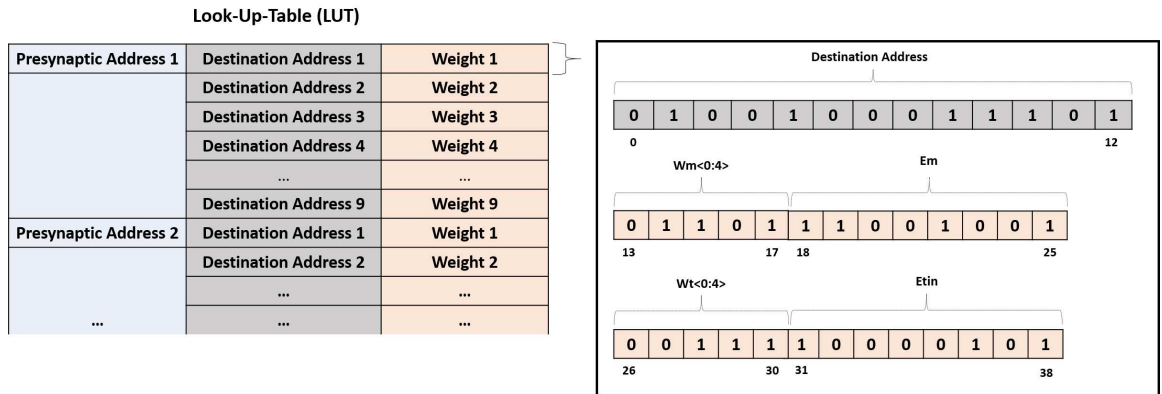 Look-Up-Table (LUT)
Presynaptic Address 1 Destination Address 1 Weight 1
Destination Address 2 Weight 2
Destination Address 3 Weight 3
Destination Address 4 Weight 4
... ...
Destination Address 9 Weight 9
Presynaptic Address 2 Destination Address 1 Weight 1
Destination Address 2 Weight 2
... ...
... ... ...
Destination Address
0 1 0 0 1 0 0 0 1 1 1 0 1
0 12
Wm<0:4> Em
0 1 1 0 1 1 1 0 0 1 0 0 1
13 17 18 25
Wt<0:4> Etin
0 0 1 1 1 1 0 0 0 0 1 0 1
26 30 31 38